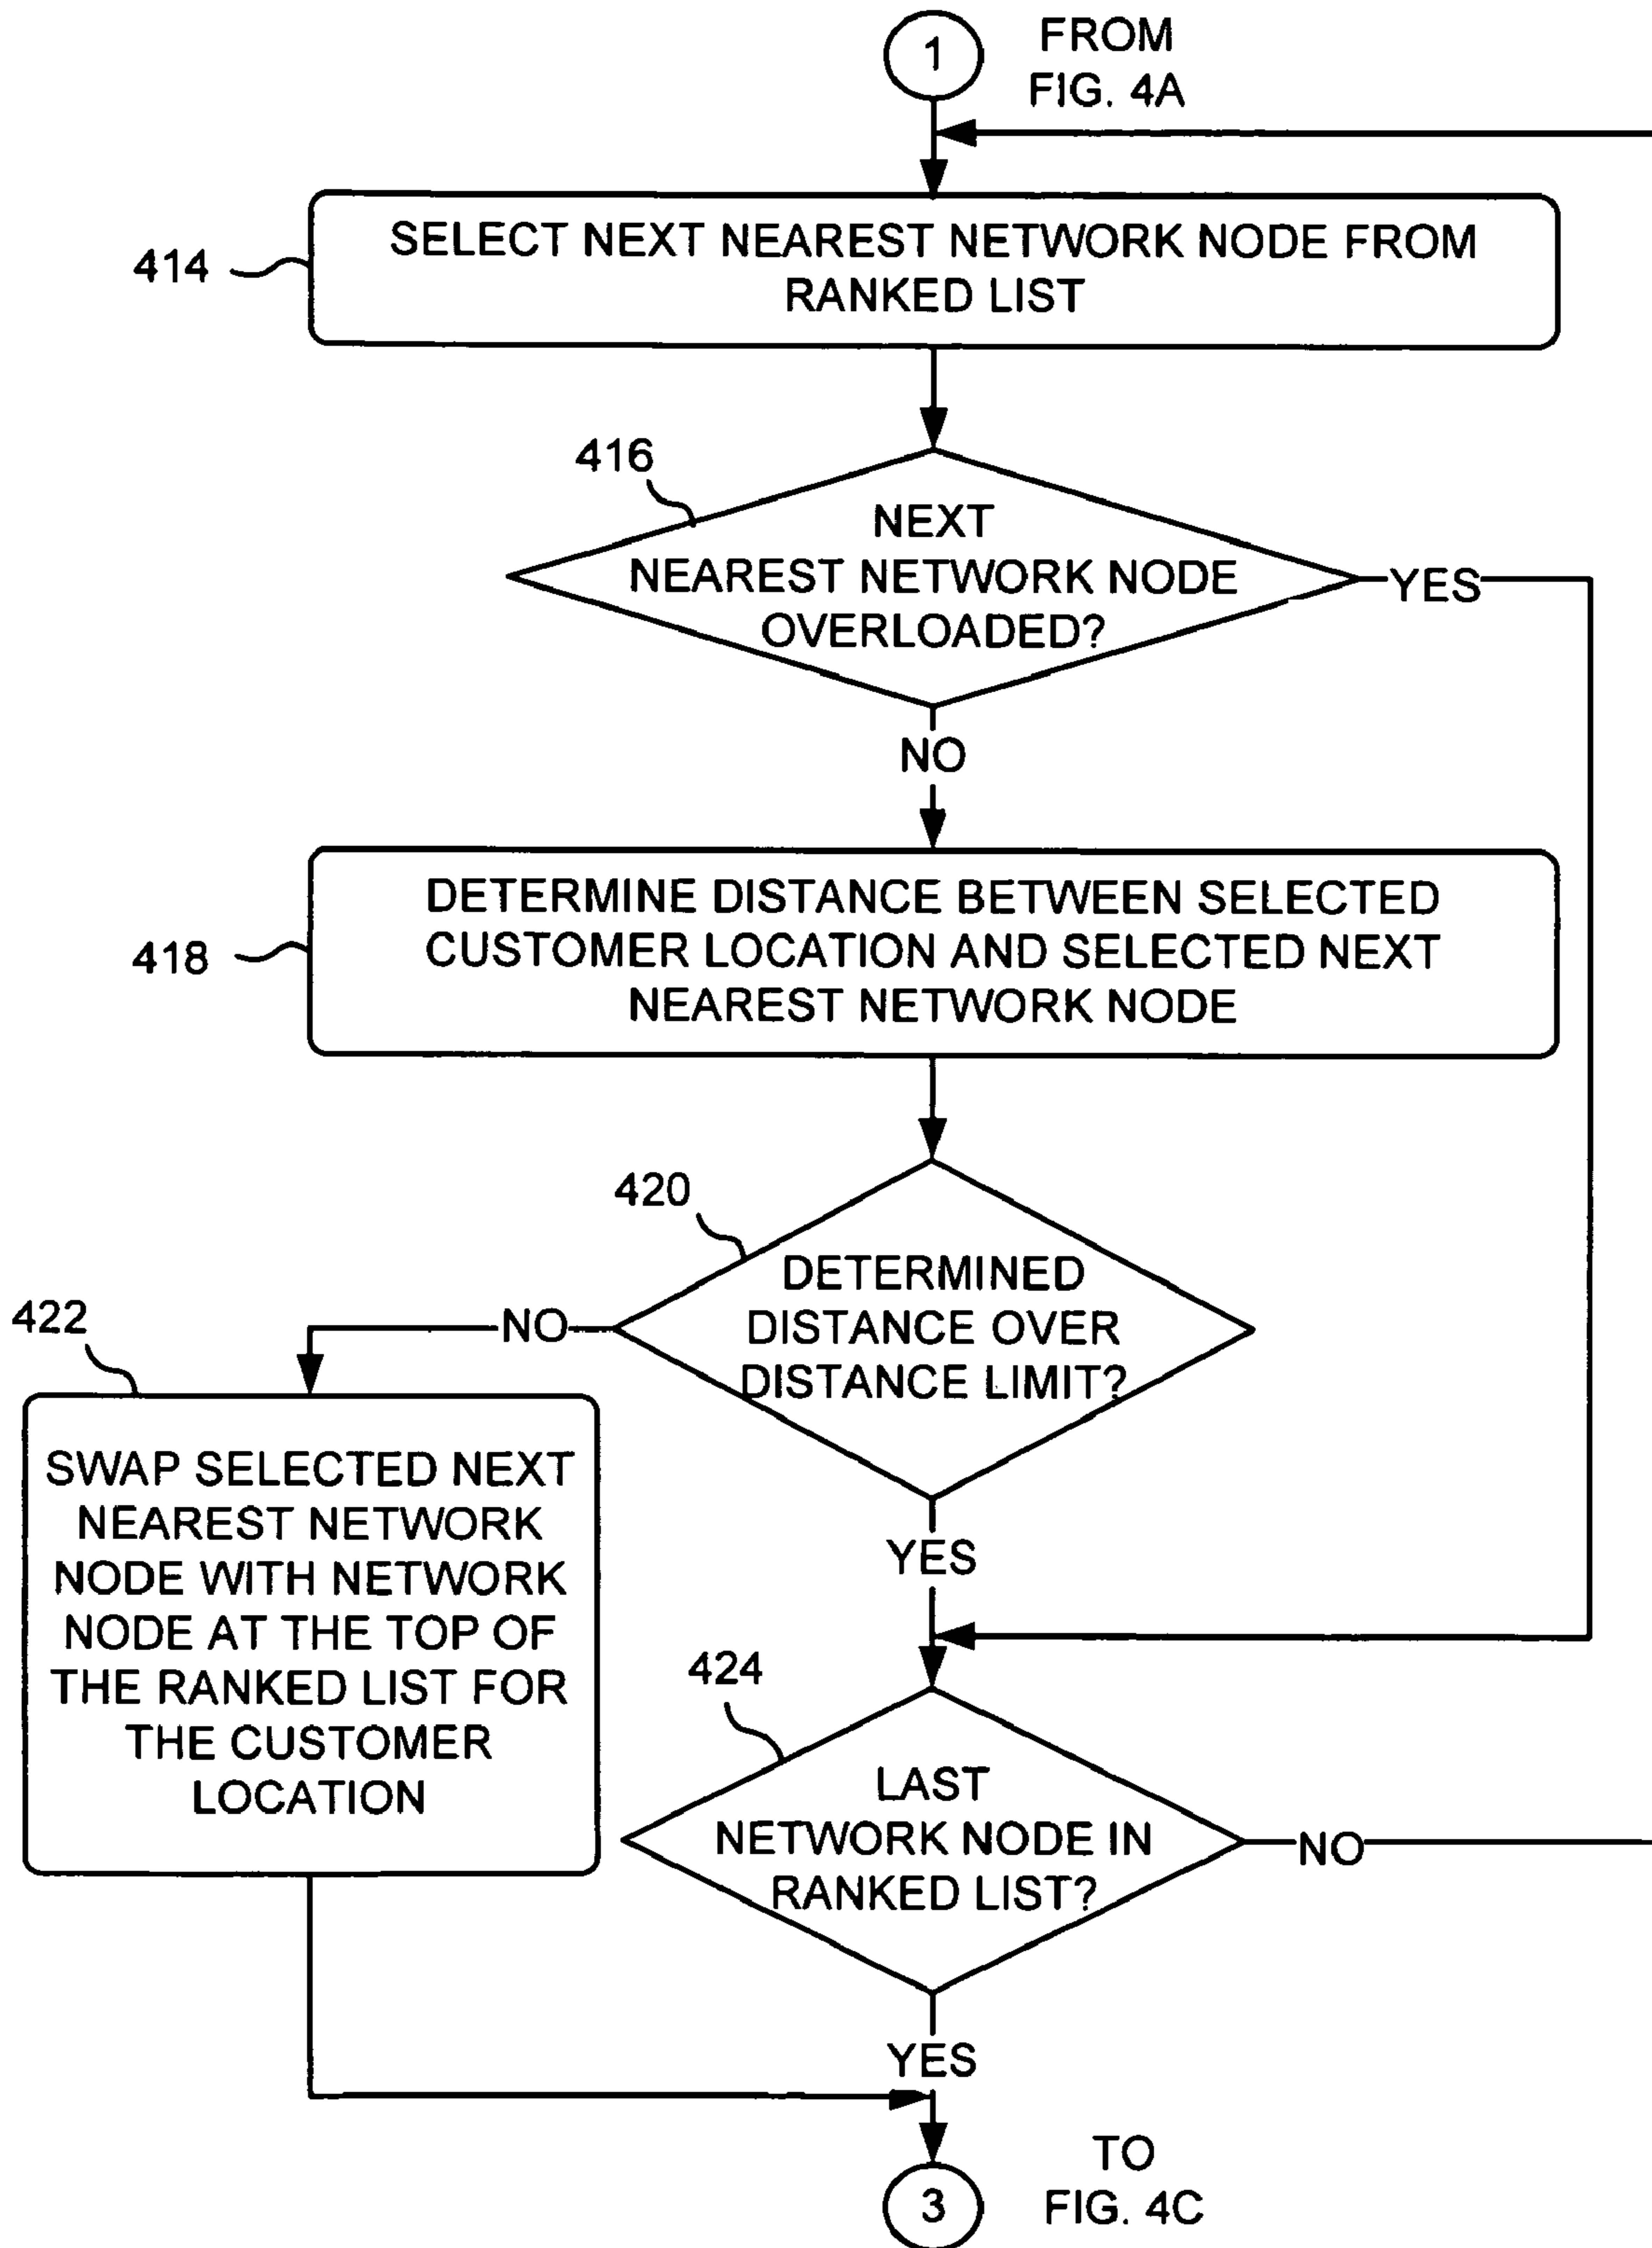 1
FROM
FIG. 4A
414
SELECT NEXT NEAREST NETWORK NODE FROM
RANKED LIST
416
NEXT
NEAREST NETWORK NODE
OVERLOADED?
YES
NO
418
DETERMINE DISTANCE BETWEEN SELECTED
CUSTOMER LOCATION AND SELECTED NEXT
NEAREST NETWORK NODE
420
DETERMINED
DISTANCE OVER
DISTANCE LIMIT?
NO
YES
422
SWAP SELECTED NEXT
NEAREST NETWORK
NODE WITH NETWORK
NODE AT THE TOP OF
THE RANKED LIST FOR
THE CUSTOMER
LOCATION
424
LAST
NETWORK NODE IN
RANKED LIST?
NO
YES
3
TO
FIG. 4C